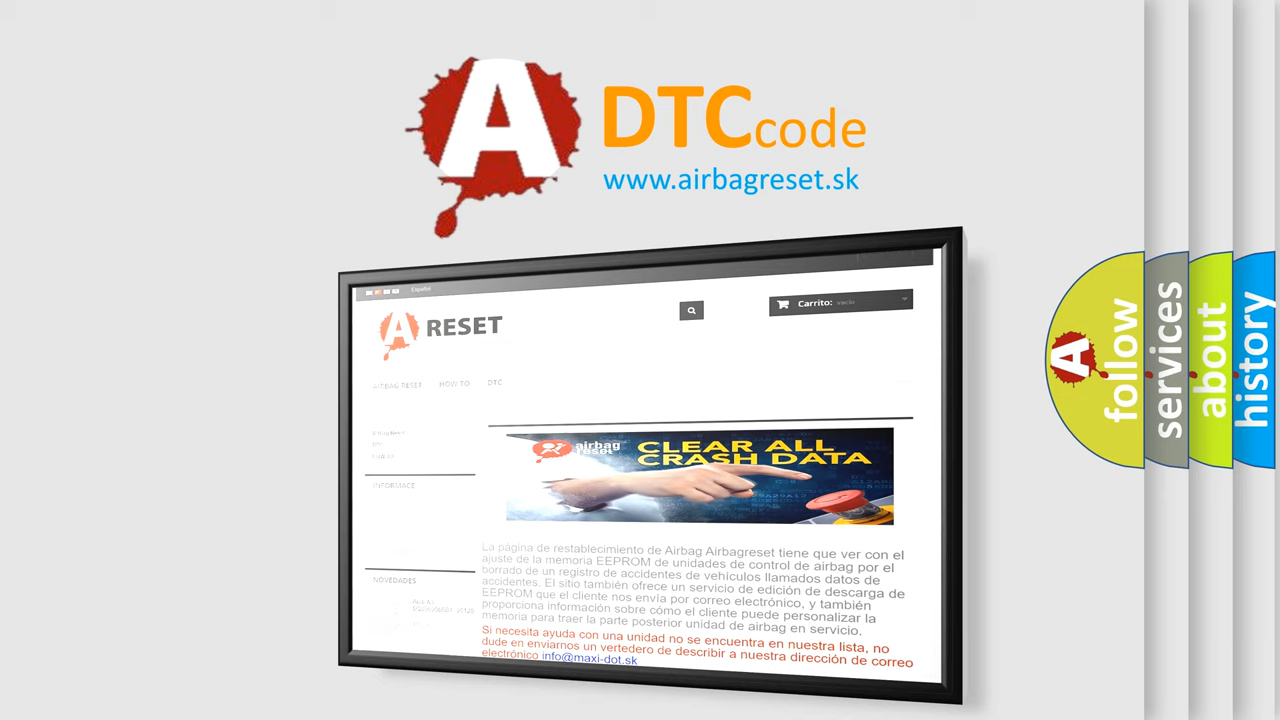 A
DTCcode
www.airbagreset.sk
Español
A RESET
Carrito: vacío
AIRBAG RESET HOW TO DTC
CLEAR ALL
CRASH DATA
airbag
reset
INFORMACE
La página de restablecimiento de Airbag Airbagreset tiene que ver con el
ajuste de la memoria EEPROM de unidades de control de airbag por el
borrado de un registro de accidentes de vehículos llamados datos de
accidentes. El sitio también ofrece un servicio de edición de descarga de
EEPROM que el cliente nos envía por correo electrónico, y también
proporciona información sobre cómo el cliente puede personalizar la
memoria para traer la parte posterior unidad de airbag en servicio.
Si necesita ayuda con una unidad no se encuentra en nuestra lista, no
dude en enviarnos un vertedero de describir a nuestra dirección de correo
electrónico info@maxi-dot.sk
NOVEDADES
A
follow
services
about
history